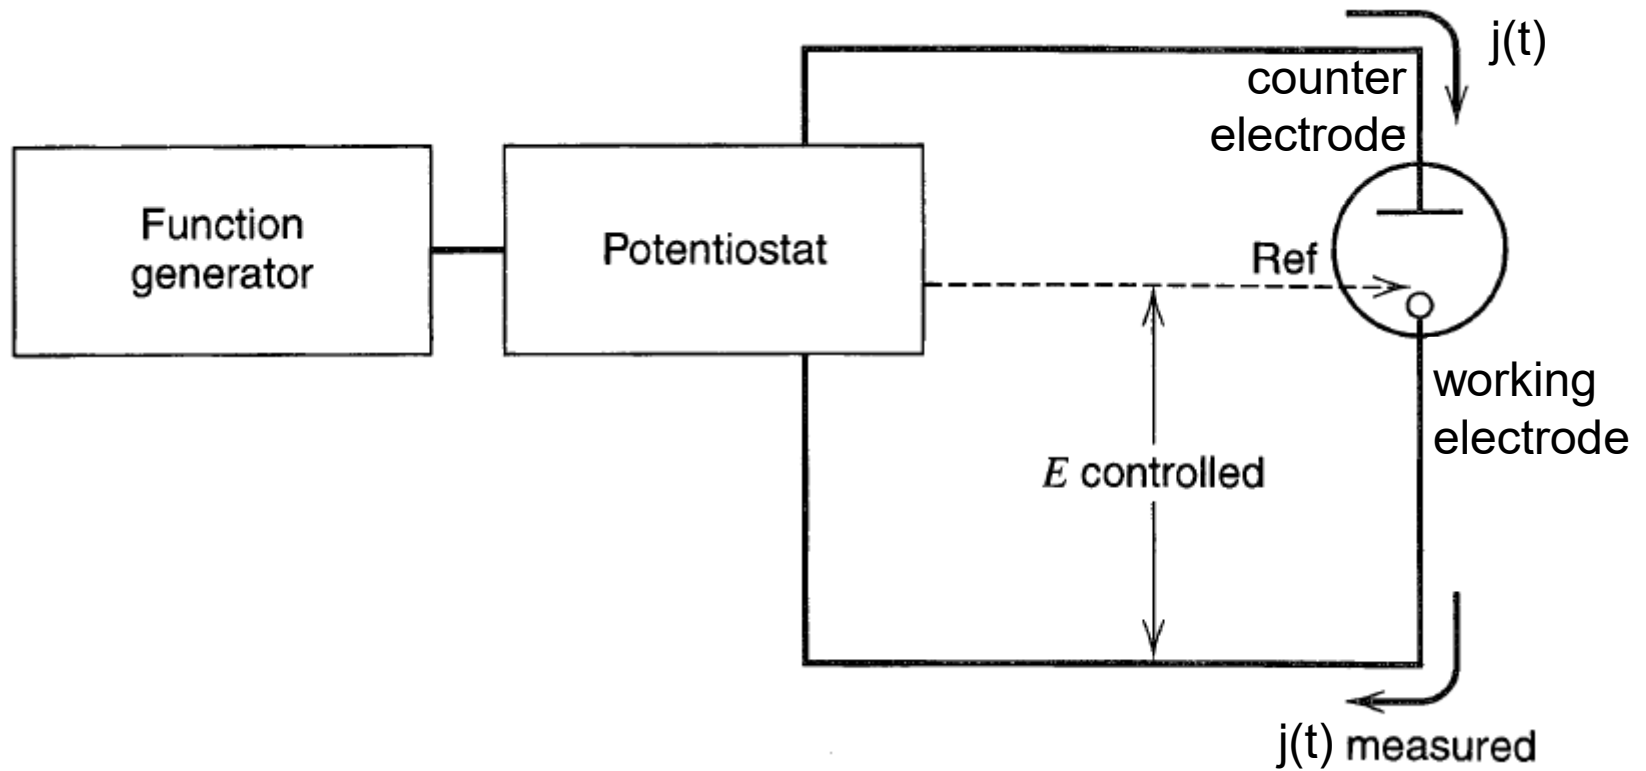 j(t)
counter
electrode
Function
generator
Potentiostat
Ref
working
electrode
E controlled
j(t) measured